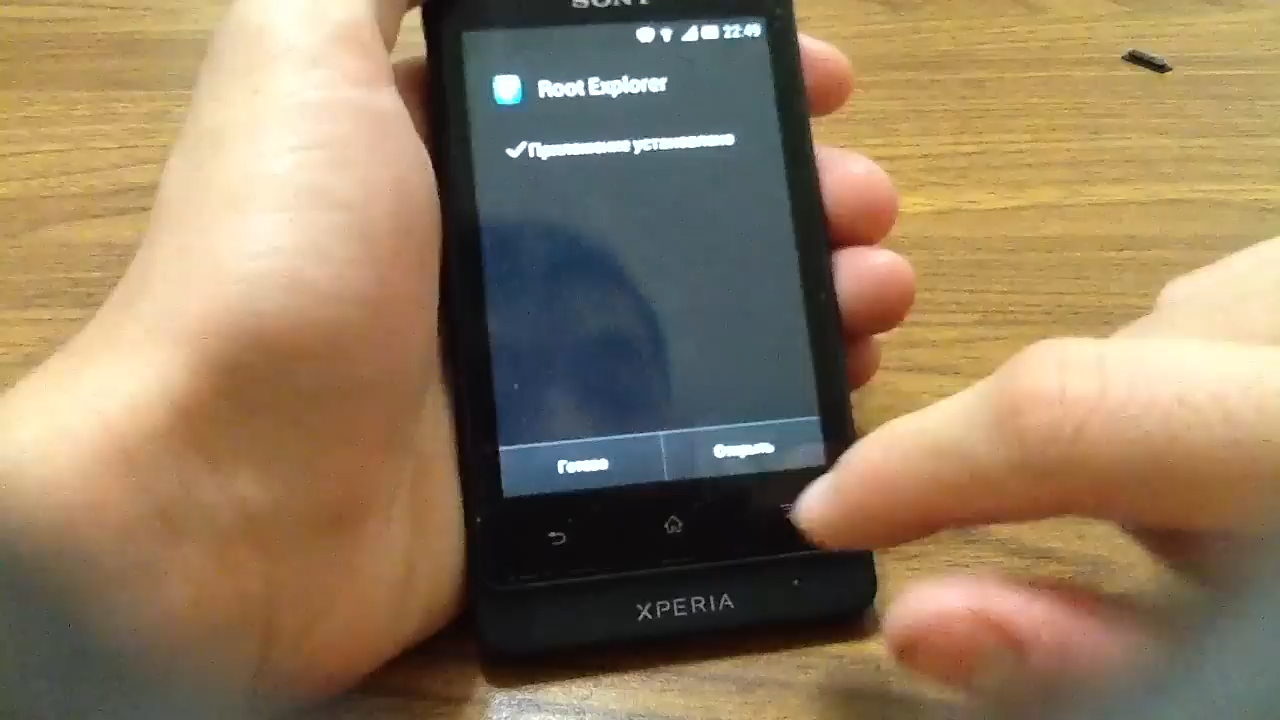 SONY
22:49
Root Explorer
Приложение установлено
Готово
Открыть
XPERIA